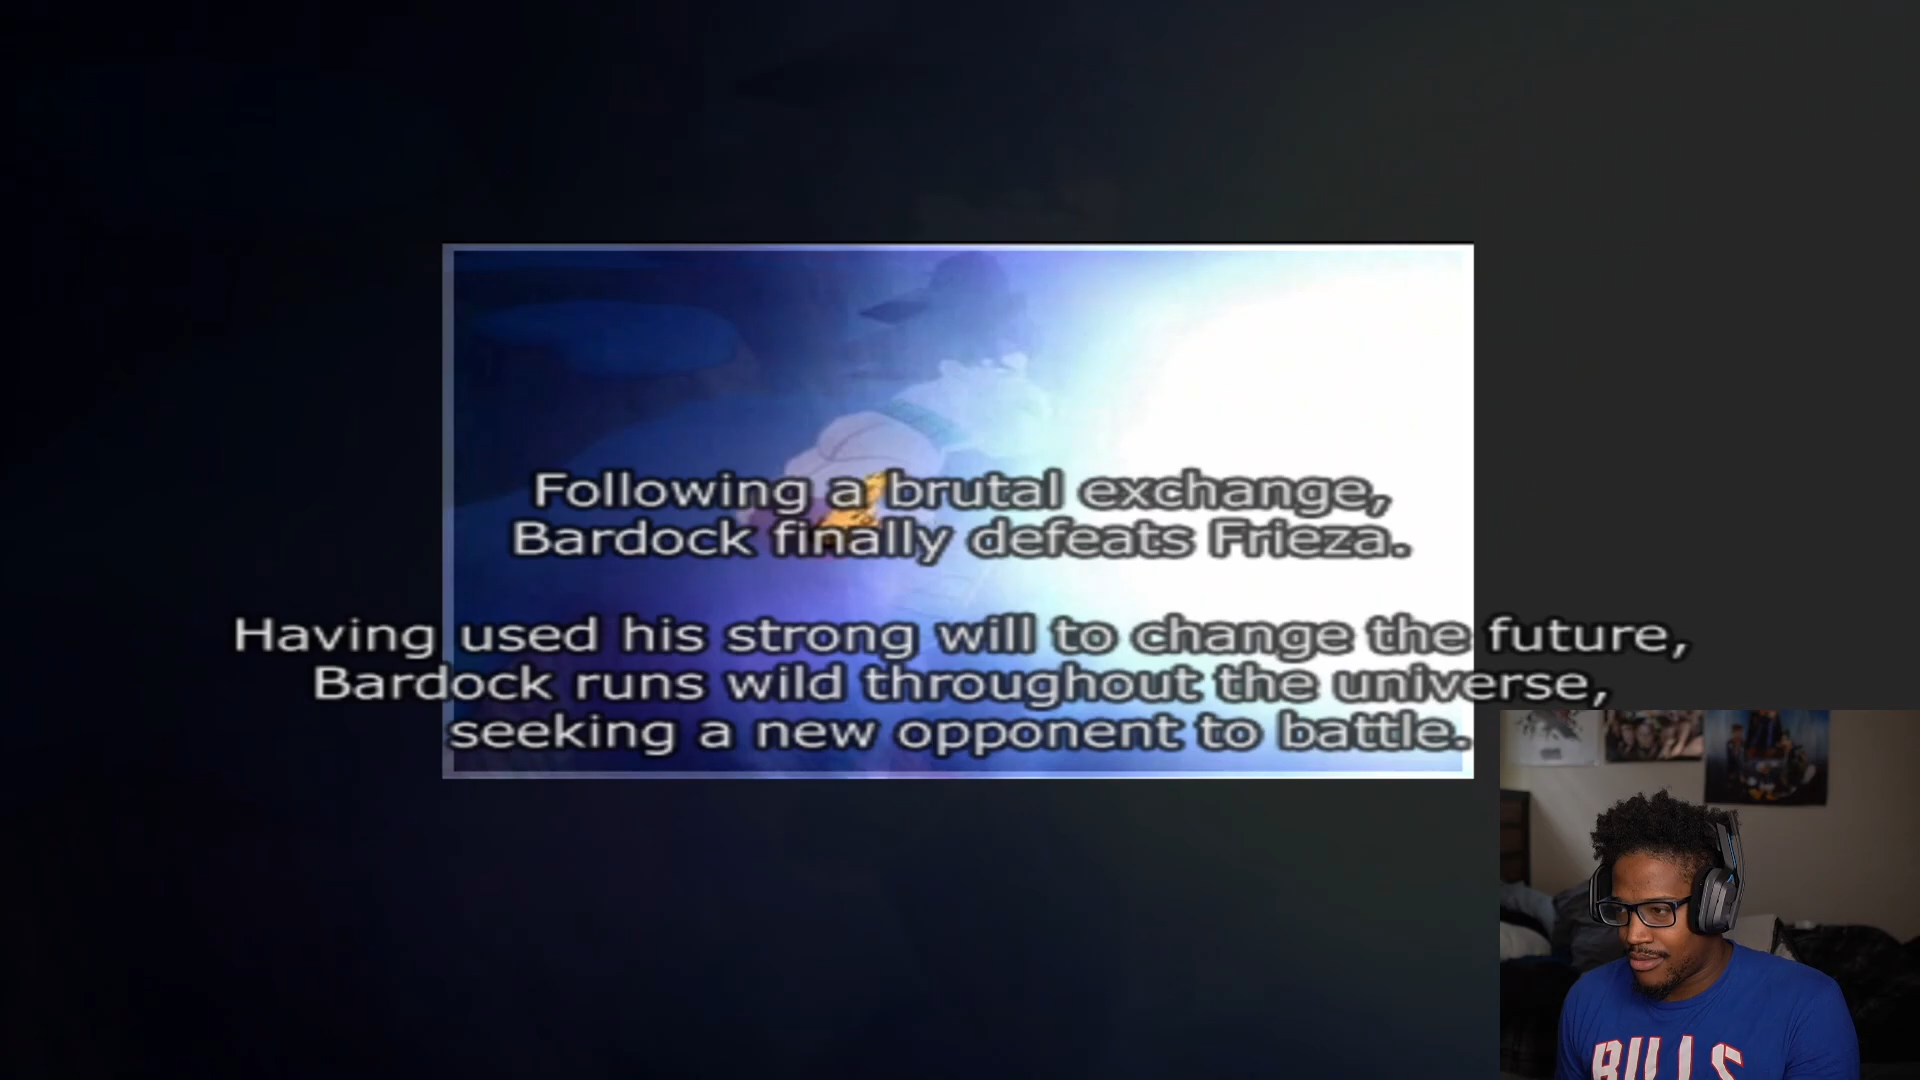 Following a brutal exchange,
Bardock finally defeats Frieza.
Having used his strong will to change the future,
Bardock runs wild throughout the universe,
seeking a new opponent to battle.
BILLS